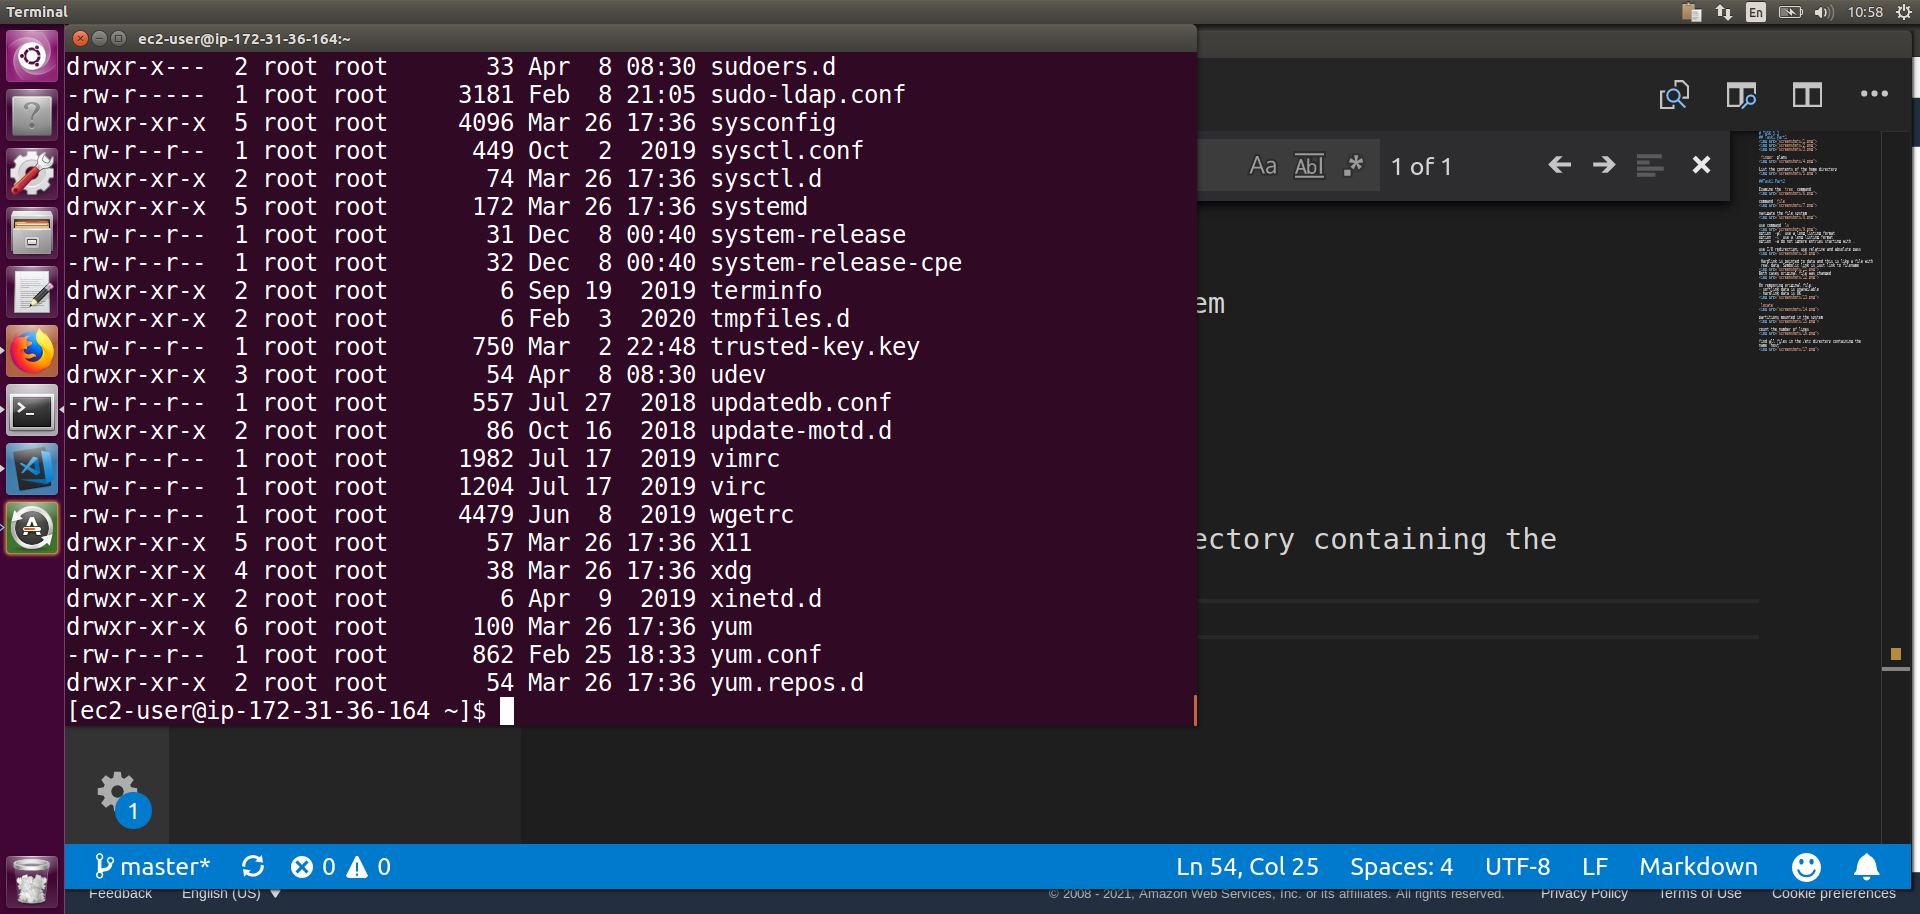 Terminal
En
10:58
ec2-user@ip-172-31-36-164:~
drwxr-x---  2 root root       33 Apr  8 08:30 sudoers.d
-rw-r-----  1 root root     3181 Feb  8 21:05 sudo-ldap.conf
drwxr-xr-x  5 root root     4096 Mar 26 17:36 sysconfig
-rw-r--r--  1 root root      449 Oct  2  2019 sysctl.conf
drwxr-xr-x  2 root root       74 Mar 26 17:36 sysctl.d
drwxr-xr-x  5 root root      172 Mar 26 17:36 systemd
-rw-r--r--  1 root root       31 Dec  8 00:40 system-release
-rw-r--r--  1 root root       32 Dec  8 00:40 system-release-cpe
drwxr-xr-x  2 root root        6 Sep 19  2019 terminfo
drwxr-xr-x  2 root root        6 Feb  3  2020 tmpfiles.d
-rw-r--r--  1 root root      750 Mar  2 22:48 trusted-key.key
drwxr-xr-x  3 root root       54 Apr  8 08:30 udev
-rw-r--r--  1 root root      557 Jul 27  2018 updatedb.conf
drwxr-xr-x  2 root root       86 Oct 16  2018 update-motd.d
-rw-r--r--  1 root root     1982 Jul 17  2019 vimrc
-rw-r--r--  1 root root     1204 Jul 17  2019 virc
-rw-r--r--  1 root root     4479 Jun  8  2019 wgetrc
drwxr-xr-x  5 root root       57 Mar 26 17:36 X11
drwxr-xr-x  4 root root       38 Mar 26 17:36 xdg
drwxr-xr-x  2 root root        6 Apr  9  2019 xinetd.d
drwxr-xr-x  6 root root      100 Mar 26 17:36 yum
-rw-r--r--  1 root root      862 Feb 25 18:33 yum.conf
drwxr-xr-x  2 root root       54 Mar 26 17:36 yum.repos.d
[ec2-user@ip-172-31-36-164 ~]$
Aa Abl .* 1 of 1
em
ectory containing the
1
master* 0 0 Ln 54, Col 25 Spaces: 4 UTF-8 LF Markdown
Feedback English (US) © 2008 - 2021, Amazon Web Services, Inc. or its affiliates. All rights reserved. Privacy Policy Terms of Use Cookie preferences